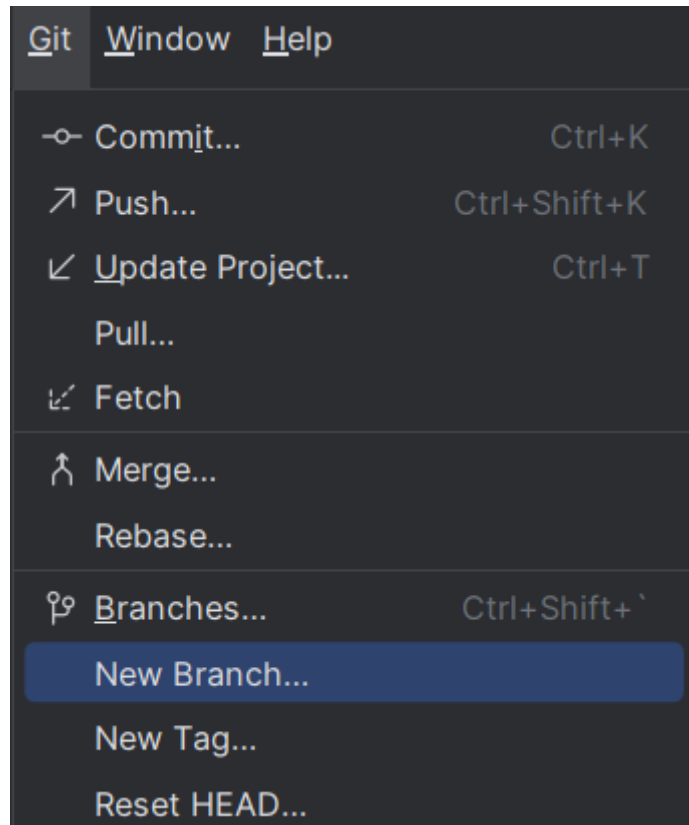 Git Window Help
Commit... Ctrl+K
Push... Ctrl+Shift+K
Update Project... Ctrl+T
Pull...
Fetch
Merge...
Rebase...
Branches... Ctrl+Shift+`
New Branch...
New Tag...
Reset HEAD...